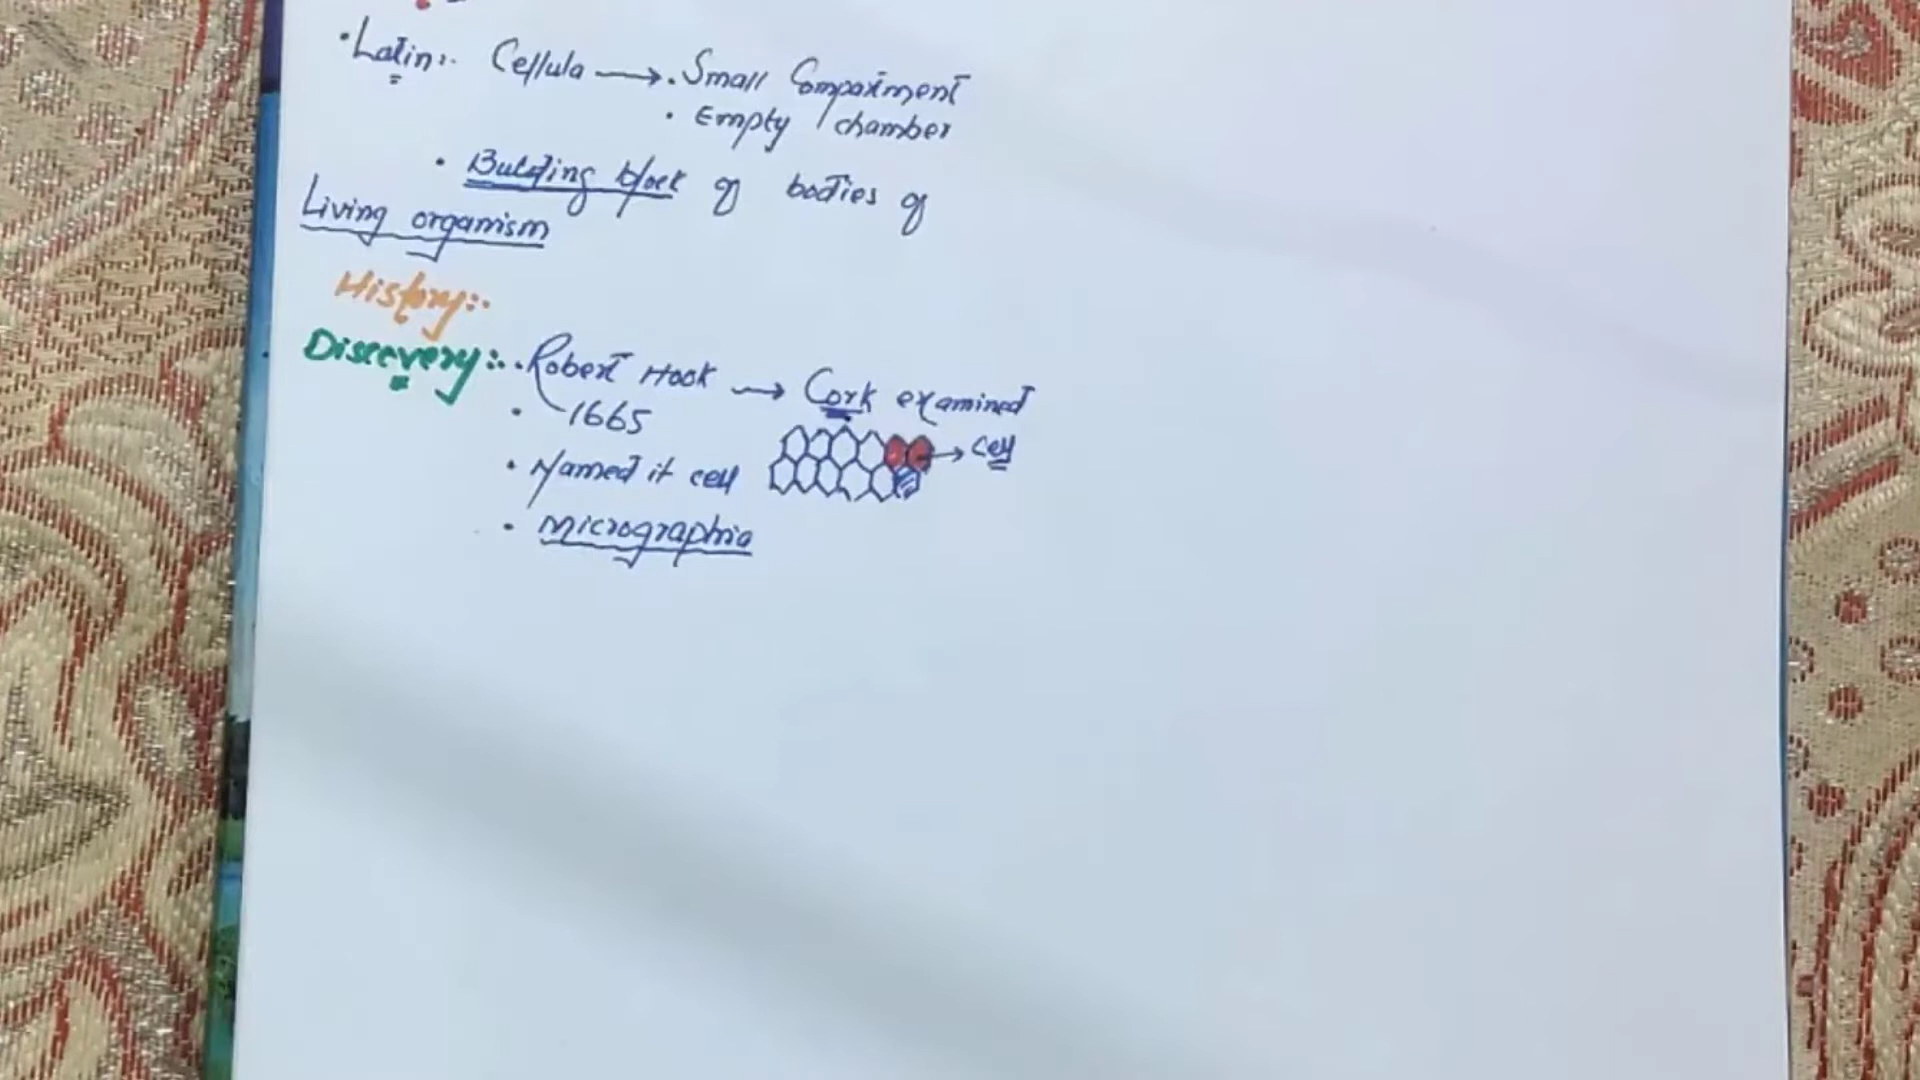 • Latin:- Cellula → • Small Compartment
• Empty chamber
• Building block of bodies of
Living organism
History:-
Discovery:- • Robert Hook → Cork examined
• 1665
→ Cell
• Named it cell
• Micrographia